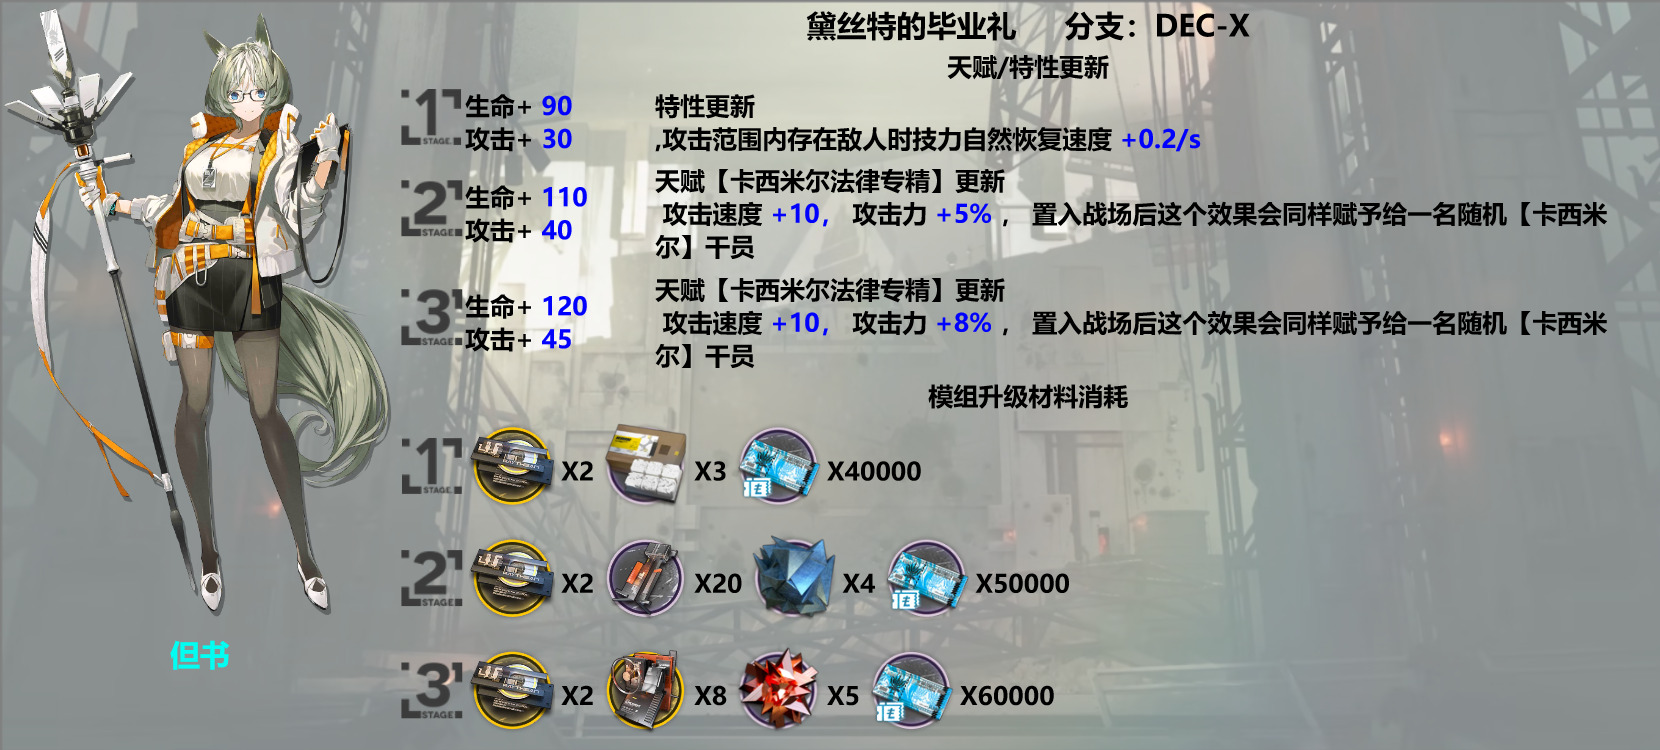 黛丝特的毕业礼 分支：DEC-X
天赋/特性更新
1 STAGE.
生命+ 90
攻击+ 30
特性更新
,攻击范围内存在敌人时技力自然恢复速度 +0.2/s
2 STAGE.
生命+ 110
攻击+ 40
天赋【卡西米尔法律专精】更新
攻击速度 +10， 攻击力 +5% ， 置入战场后这个效果会同样赋予给一名随机【卡西米
尔】干员
3 STAGE.
生命+ 120
攻击+ 45
天赋【卡西米尔法律专精】更新
攻击速度 +10， 攻击力 +8% ， 置入战场后这个效果会同样赋予给一名随机【卡西米
尔】干员
模组升级材料消耗
1 STAGE. X2 X3 X40000
2 STAGE. X2 X20 X4 X50000
但书
3 STAGE. X2 X8 X5 X60000